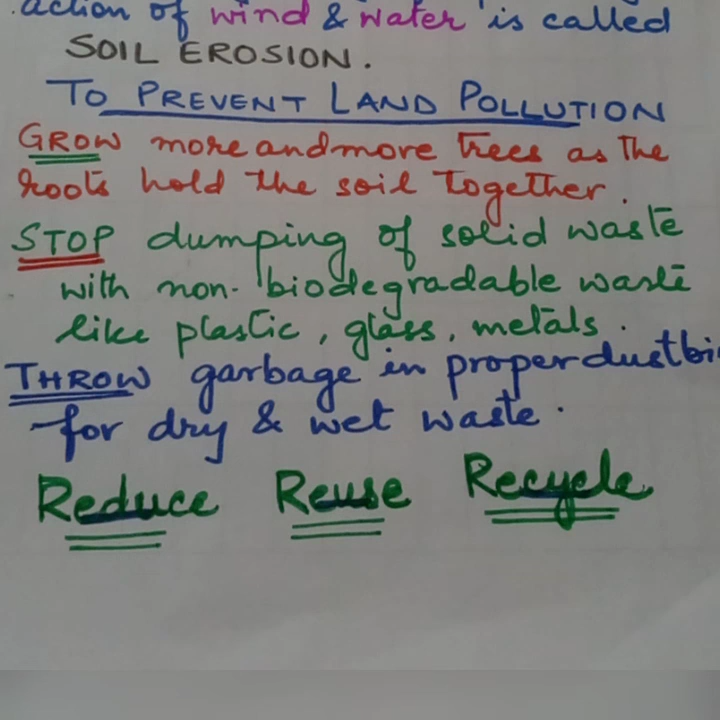 action of wind & water is called
SOIL EROSION.
TO PREVENT LAND POLLUTION
GROW more and more trees as the
roots hold the soil together.
STOP dumping of solid waste
with non-biodegradable waste
like plastic, glass, metals.
THROW garbage in proper dustbi
for dry & wet waste.
Reduce Reuse Recycle